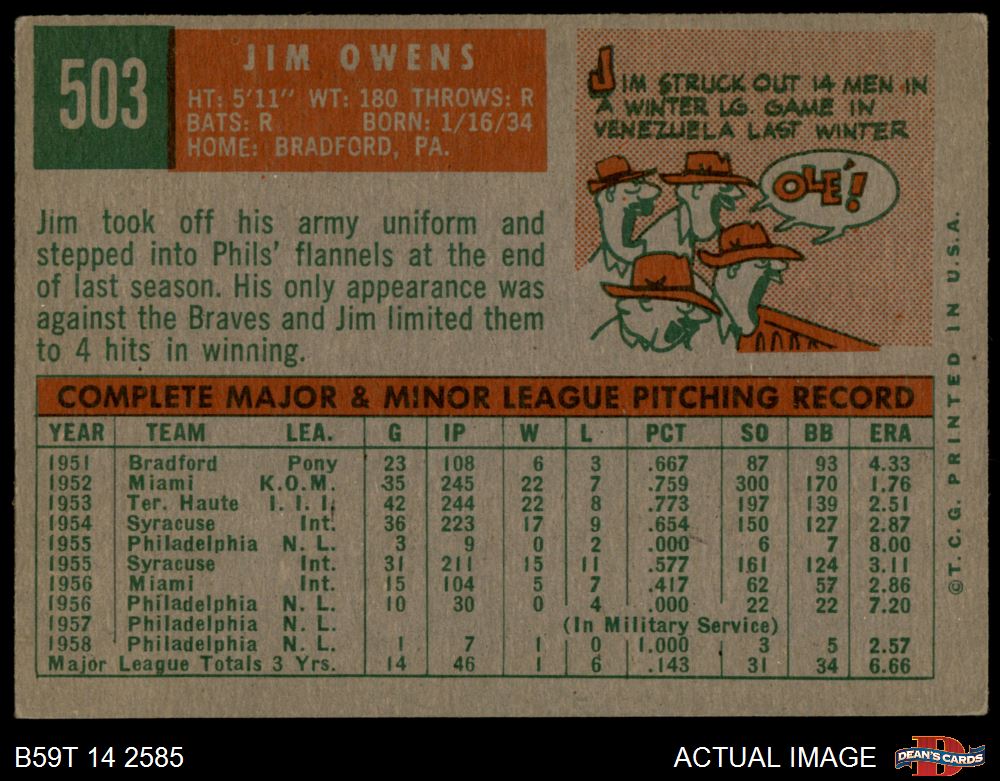 503
JIM OWENS
HT: 5'11" WT: 180 THROWS: R
BATS: R BORN: 1/16/34
HOME: BRADFORD, PA.
JIM STRUCK OUT 14 MEN IN
A WINTER LG. GAME IN
VENEZUELA LAST WINTER
OLÉ!
Jim took off his army uniform and
stepped into Phils' flannels at the end
of last season. His only appearance was
against the Braves and Jim limited them
to 4 hits in winning.
COMPLETE MAJOR & MINOR LEAGUE PITCHING RECORD
YEAR TEAM LEA. G IP W L PCT SO BB ERA
1951 Bradford Pony 23 108 6 3 .667 87 93 4.33
1952 Miami K.O.M. 35 245 22 7 .759 300 170 1.76
1953 Ter. Haute I. I. I. 42 244 22 8 .773 197 139 2.51
1954 Syracuse Int. 36 223 17 9 .654 150 127 2.87
1955 Philadelphia N. L. 3 9 0 2 .000 6 7 8.00
1955 Syracuse Int. 31 211 15 11 .577 161 124 3.11
1956 Miami Int. 15 104 5 7 .417 62 57 2.86
1956 Philadelphia N. L. 10 30 0 4 .000 22 22 7.20
1957 Philadelphia N. L. (In Military Service)
1958 Philadelphia N. L. 1 7 1 0 1.000 3 5 2.57
Major League Totals 3 Yrs. 14 46 1 6 .143 31 34 6.66
©T. C. G. PRINTED IN U.S.A.
B59T 14 2585
ACTUAL IMAGE
DEAN'S CARDS